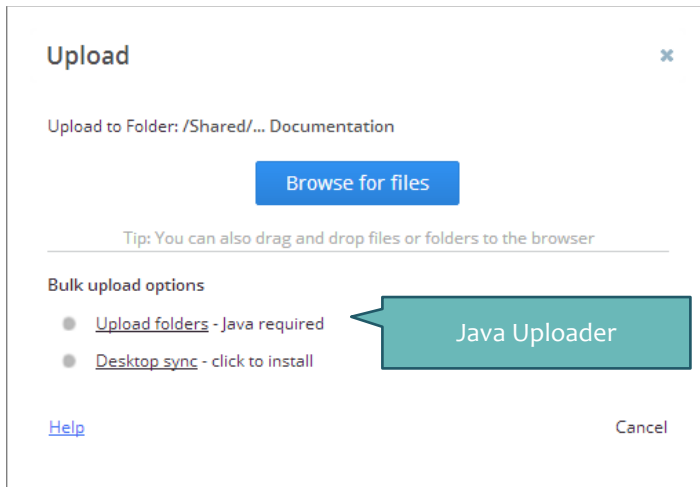 Upload
Upload to Folder: /Shared/... Documentation
Browse for files
Tip: You can also drag and drop files or folders to the browser
Bulk upload options
Upload folders - Java required
Java Uploader
Desktop sync - click to install
Help
Cancel